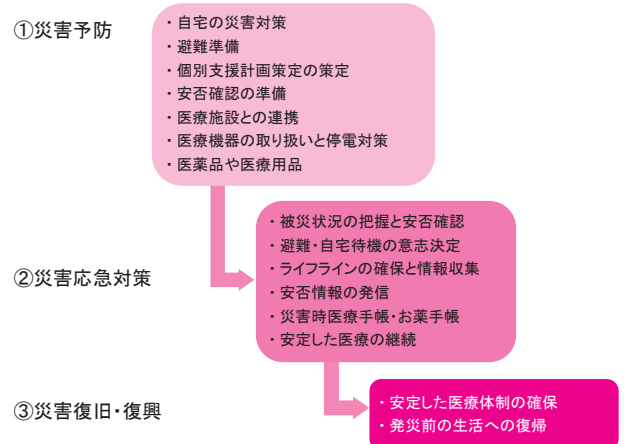 ①災害予防
・自宅の災害対策
・避難準備
・個別支援計画策定の策定
・安否確認の準備
・医療施設との連携
・医療機器の取り扱いと停電対策
・医薬品や医療用品
②災害応急対策
・被災状況の把握と安否確認
・避難・自宅待機の意志決定
・ライフラインの確保と情報収集
・安否情報の発信
・災害時医療手帳・お薬手帳
・安定した医療の継続
③災害復旧・復興
・安定した医療体制の確保
・発災前の生活への復帰